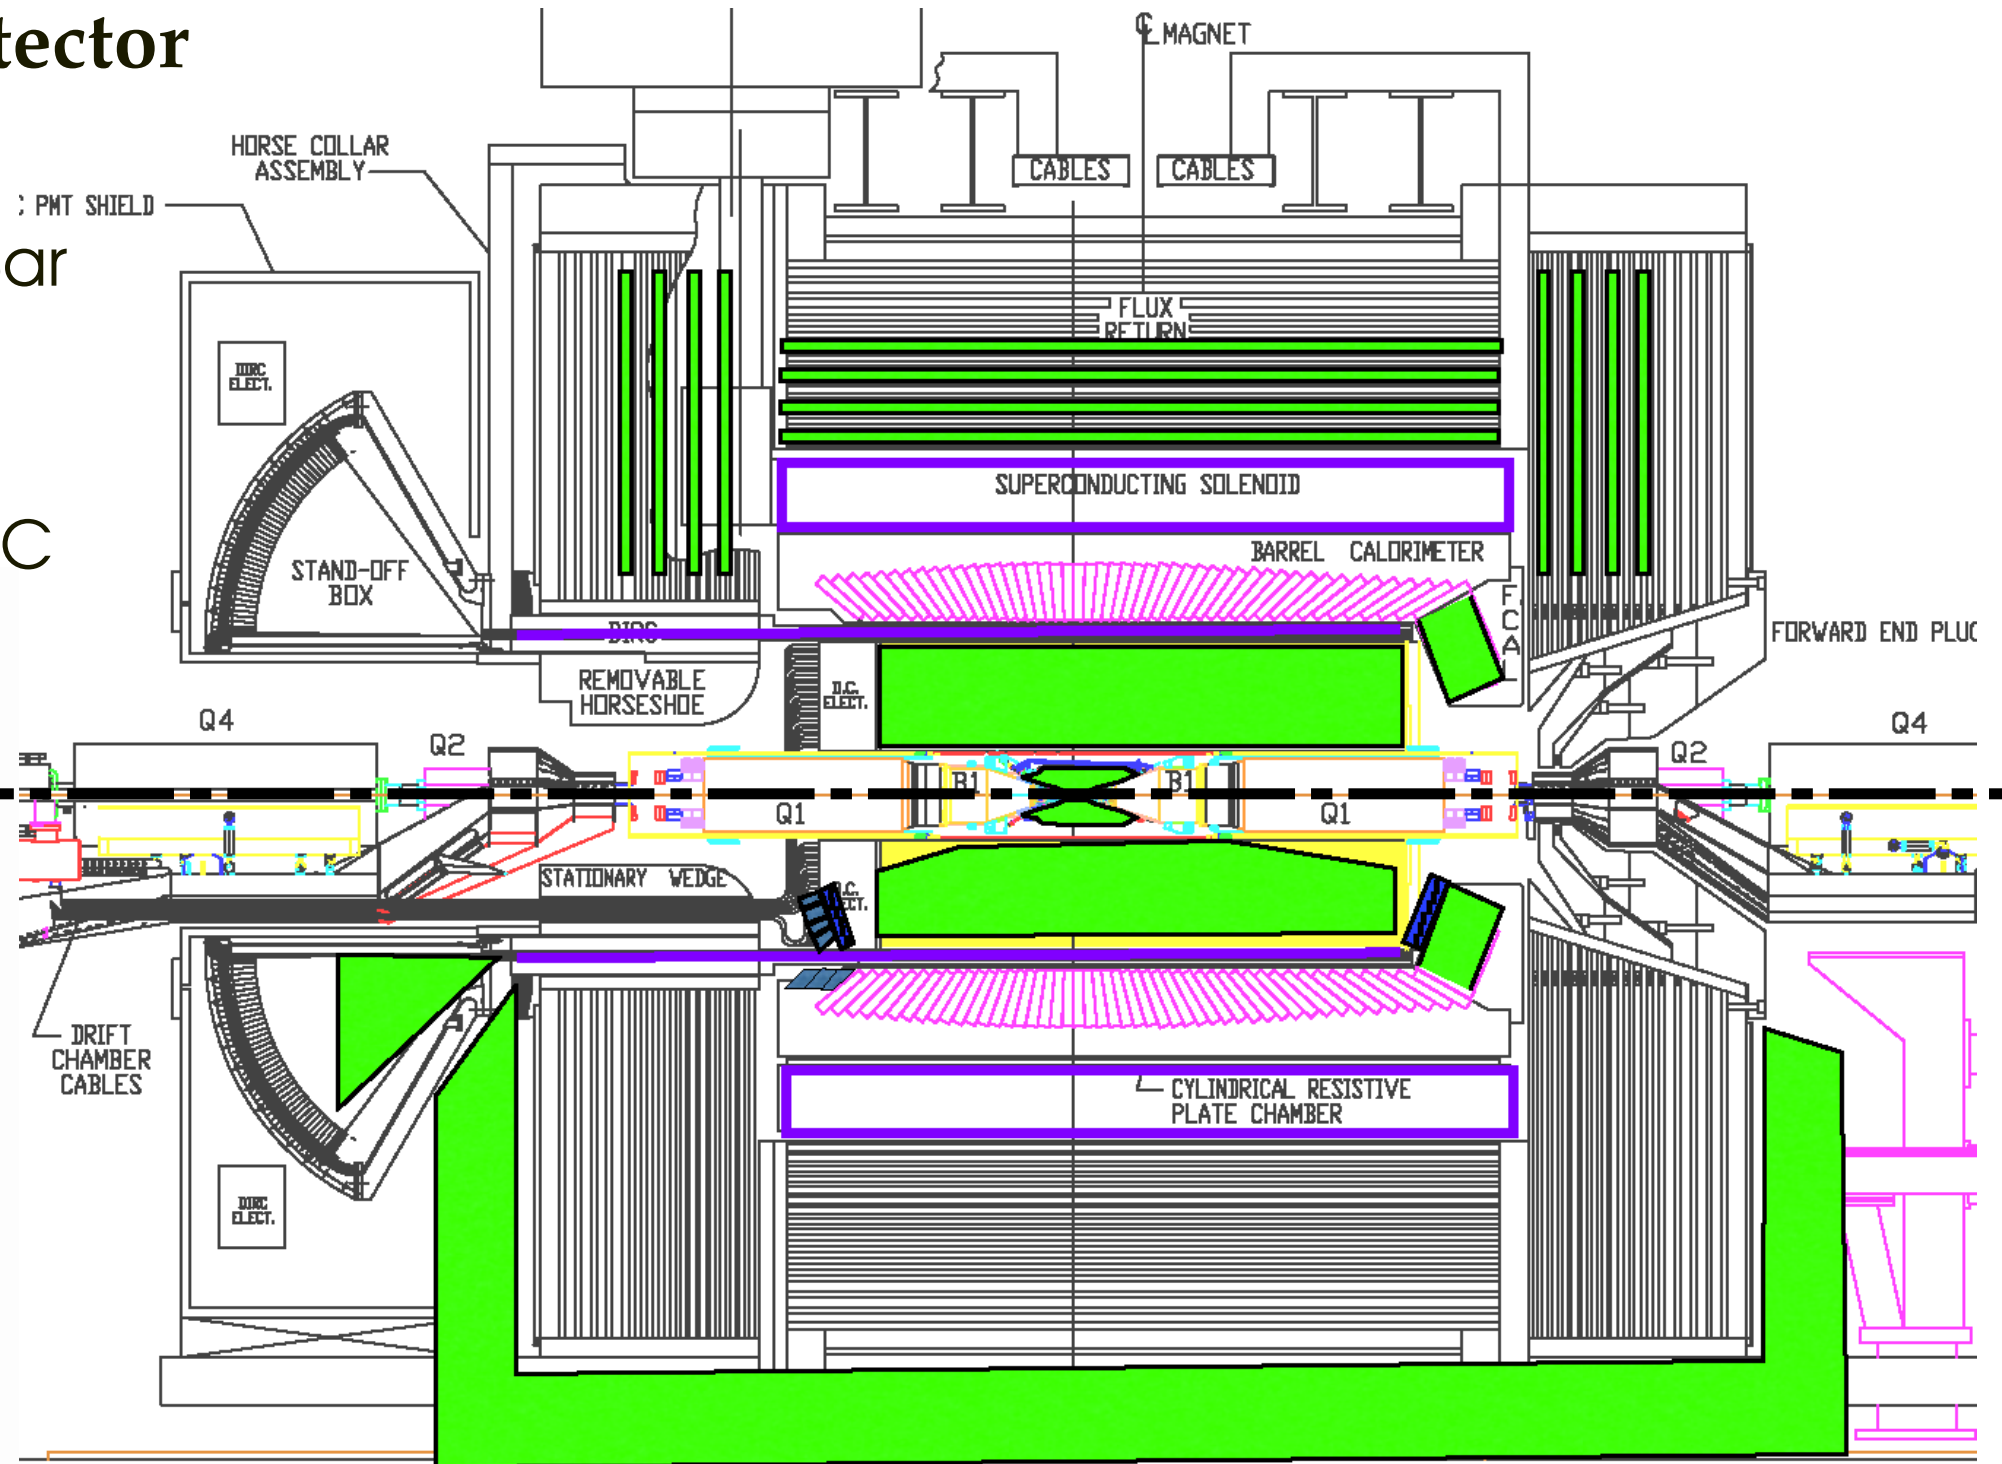 tector
℄ MAGNET
HORSE COLLAR
ASSEMBLY
CABLES
CABLES
C PMT SHIELD
ar
FLUX
RETURN
DIRC
ELECT.
SUPERCONDUCTING SOLENOID
C
BARREL CALORIMETER
STAND-OFF
BOX
FCAL
DIRC
FORWARD END PLUG
REMOVABLE
HORSESHOE
D.C.
ELECT.
Q4
Q2
Q2
Q4
B1
B1
Q1
Q1
STATIONARY WEDGE
DRIFT
CHAMBER
CABLES
CYLINDRICAL RESISTIVE
PLATE CHAMBER
DIRC
ELECT.